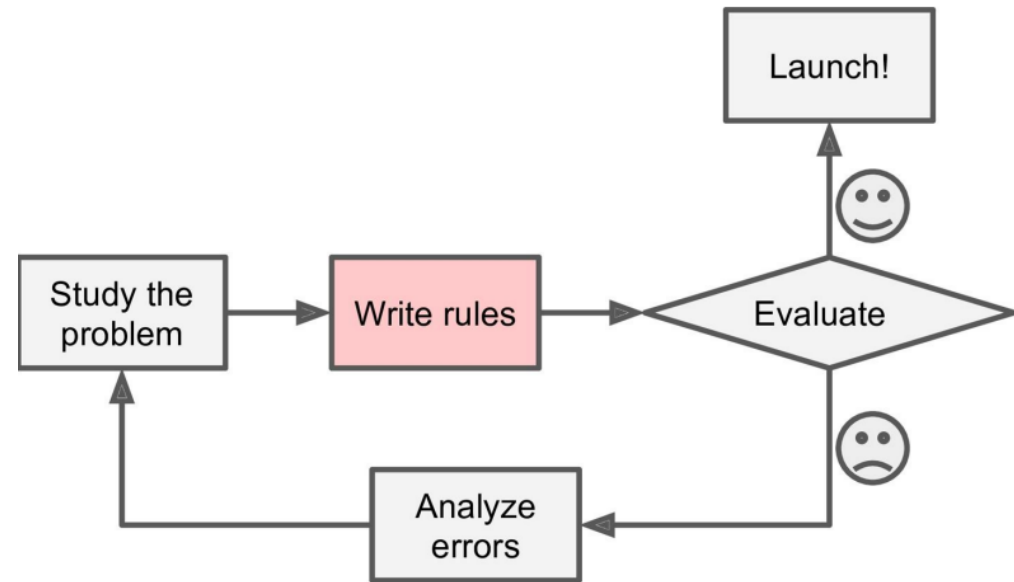 Launch!
Study the
problem
Write rules
Evaluate
Analyze
errors